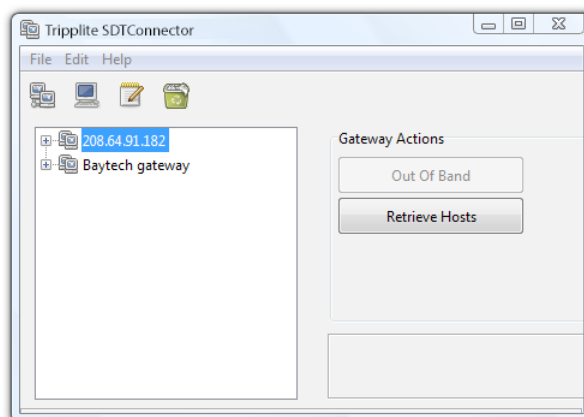 Tripplite SDTConnector
File Edit Help
208.64.91.182
Baytech gateway
Gateway Actions
Out Of Band
Retrieve Hosts